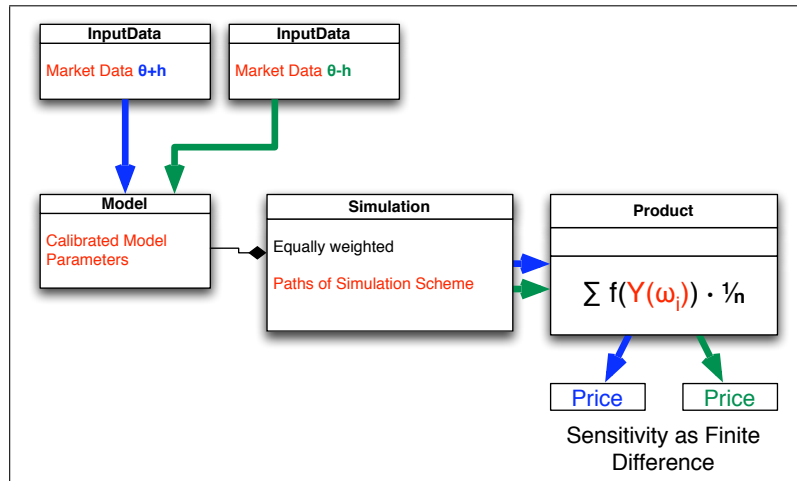 InputData
Market Data θ+h
InputData
Market Data θ-h
Model
Calibrated Model
Parameters
Simulation
Equally weighted
Paths of Simulation Scheme
Product
∑ f(Y(ωᵢ)) · ¹⁄n
Price
Price
Sensitivity as Finite
Difference